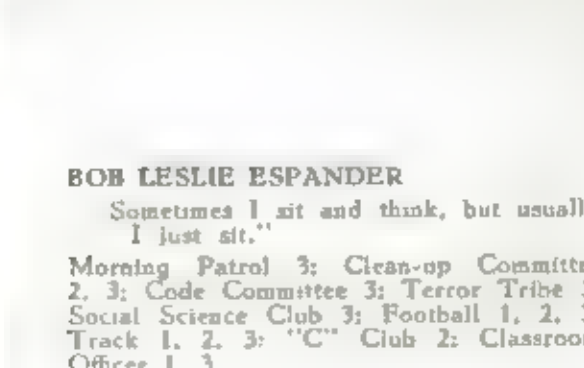 BOB LESLIE ESPANDER
Sometimes I sit and think, but usuall
I just sit."
Morning Patrol 3; Clean-up Committe
2, 3; Code Committee 3; Terror Tribe
Social Science Club 3; Football 1, 2,
Track 1, 2, 3; "C" Club 2; Classroo
Officer 1, 3